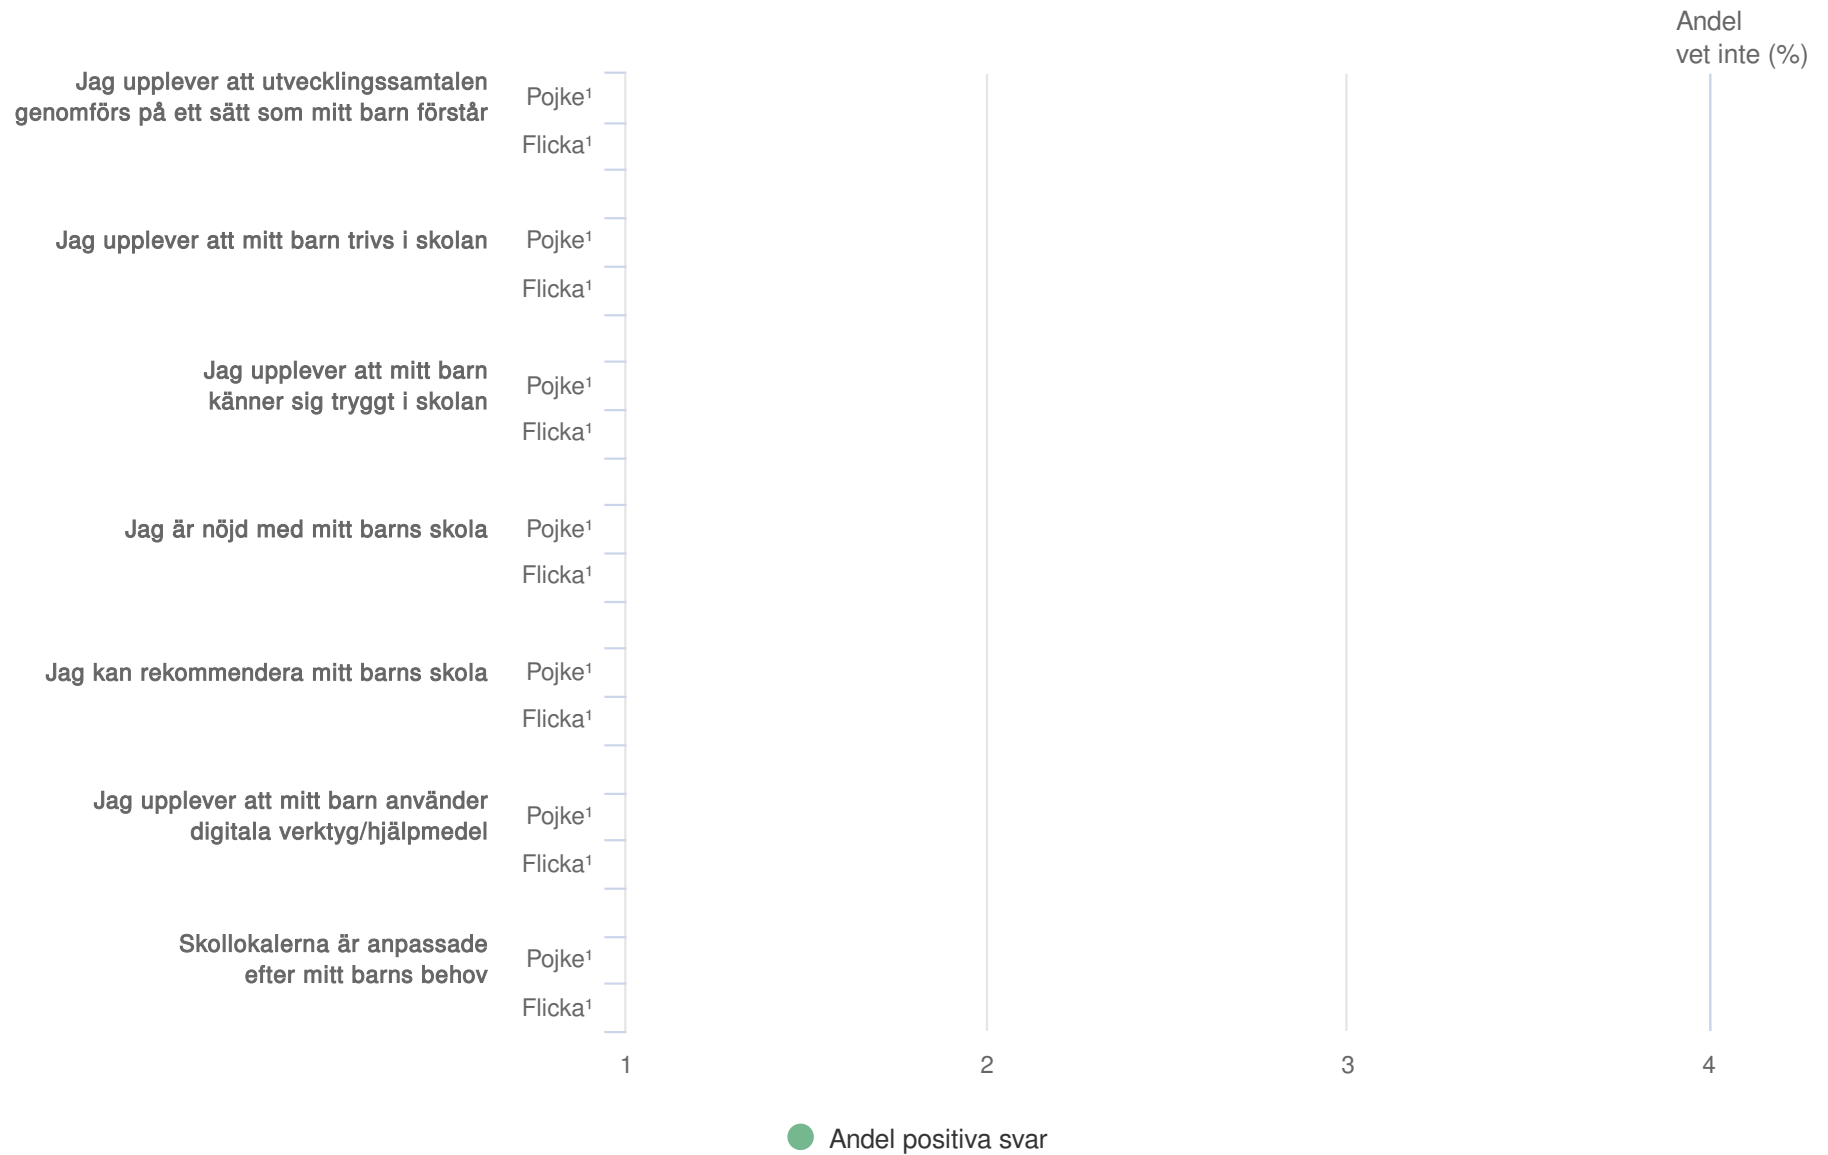 Andel
vet inte (%)
Jag upplever att utvecklingssamtalen
genomförs på ett sätt som mitt barn förstår
Pojke¹
Flicka¹
Jag upplever att mitt barn trivs i skolan
Pojke¹
Flicka¹
Jag upplever att mitt barn
känner sig tryggt i skolan
Pojke¹
Flicka¹
Jag är nöjd med mitt barns skola
Pojke¹
Flicka¹
Jag kan rekommendera mitt barns skola
Pojke¹
Flicka¹
Jag upplever att mitt barn använder
digitala verktyg/hjälpmedel
Pojke¹
Flicka¹
Skollokalerna är anpassade
efter mitt barns behov
Pojke¹
Flicka¹
1 2 3 4
Andel positiva svar